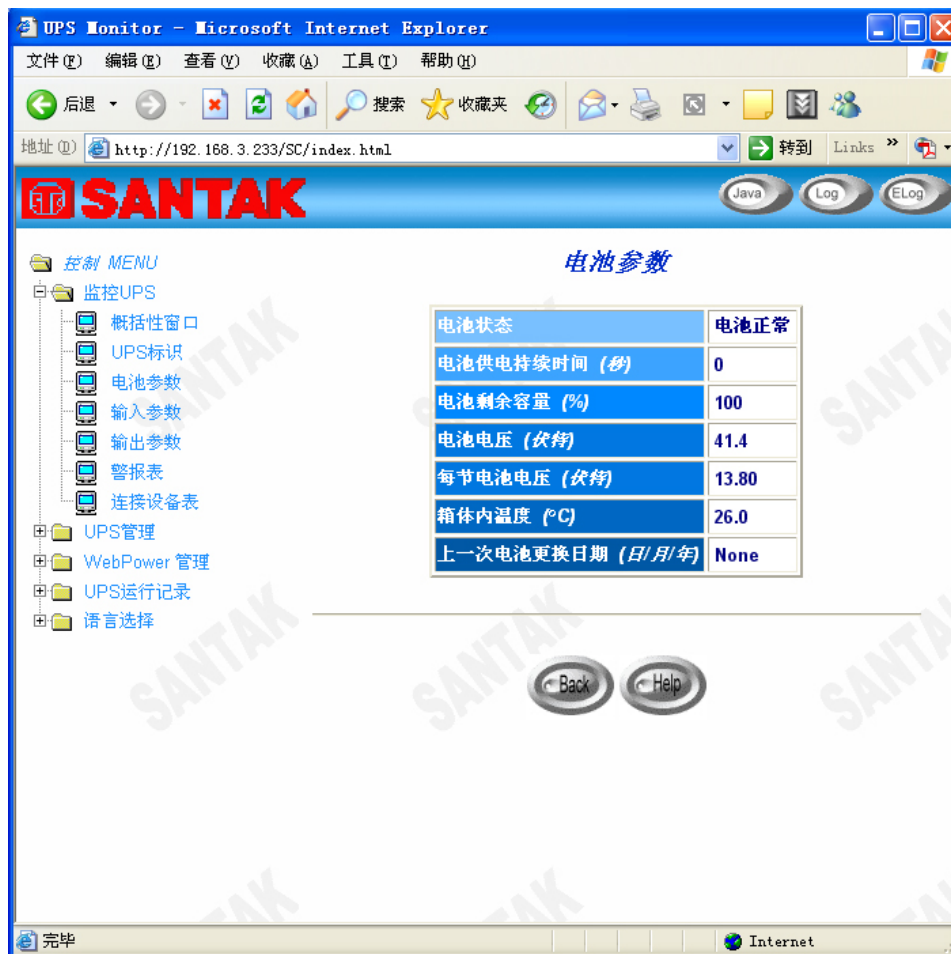 UPS Monitor - Microsoft Internet Explorer
文件(F) 编辑(E) 查看(V) 收藏(A) 工具(T) 帮助(H)
后退 搜索 收藏夹
地址(D) http://192.168.3.233/SC/index.html 转到 Links »
SANTAK Java Log ELog
控制 MENU
监控UPS
概括性窗口
UPS标识
电池参数
输入参数
输出参数
警报表
连接设备表
UPS管理
WebPower 管理
UPS运行记录
语言选择
电池参数
电池状态 电池正常
电池供电持续时间 (秒) 0
电池剩余容量 (%) 100
电池电压 (伏特) 41.4
每节电池电压 (伏特) 13.80
箱体内温度 (°C) 26.0
上一次电池更换日期 (日/月/年) None
Back Help
SANTAK
SANTAK
SANTAK
SANTAK
SANTAK
SANTAK
完毕 Internet